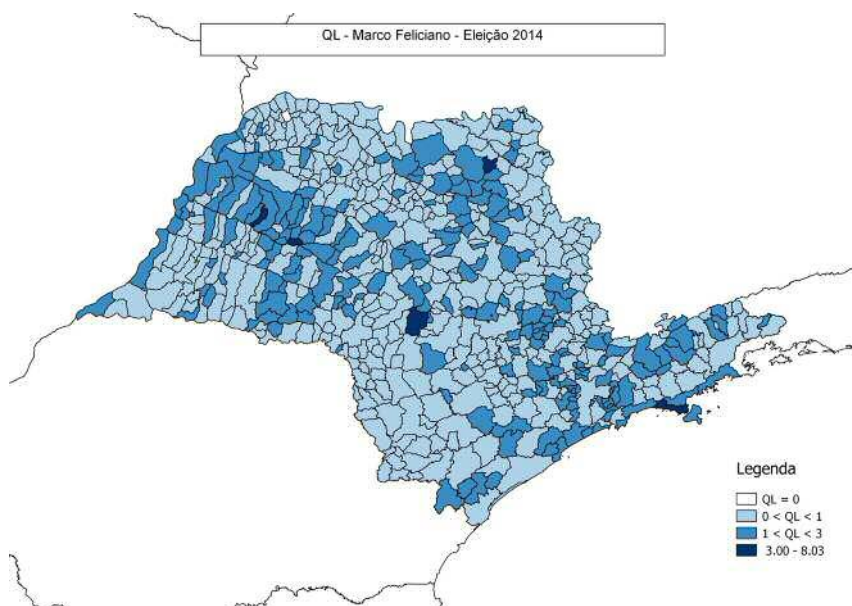 QL - Marco Feliciano - Eleição 2014
Legenda
QL = 0
0 < QL < 1
1 < QL < 3
3.00 - 8.03